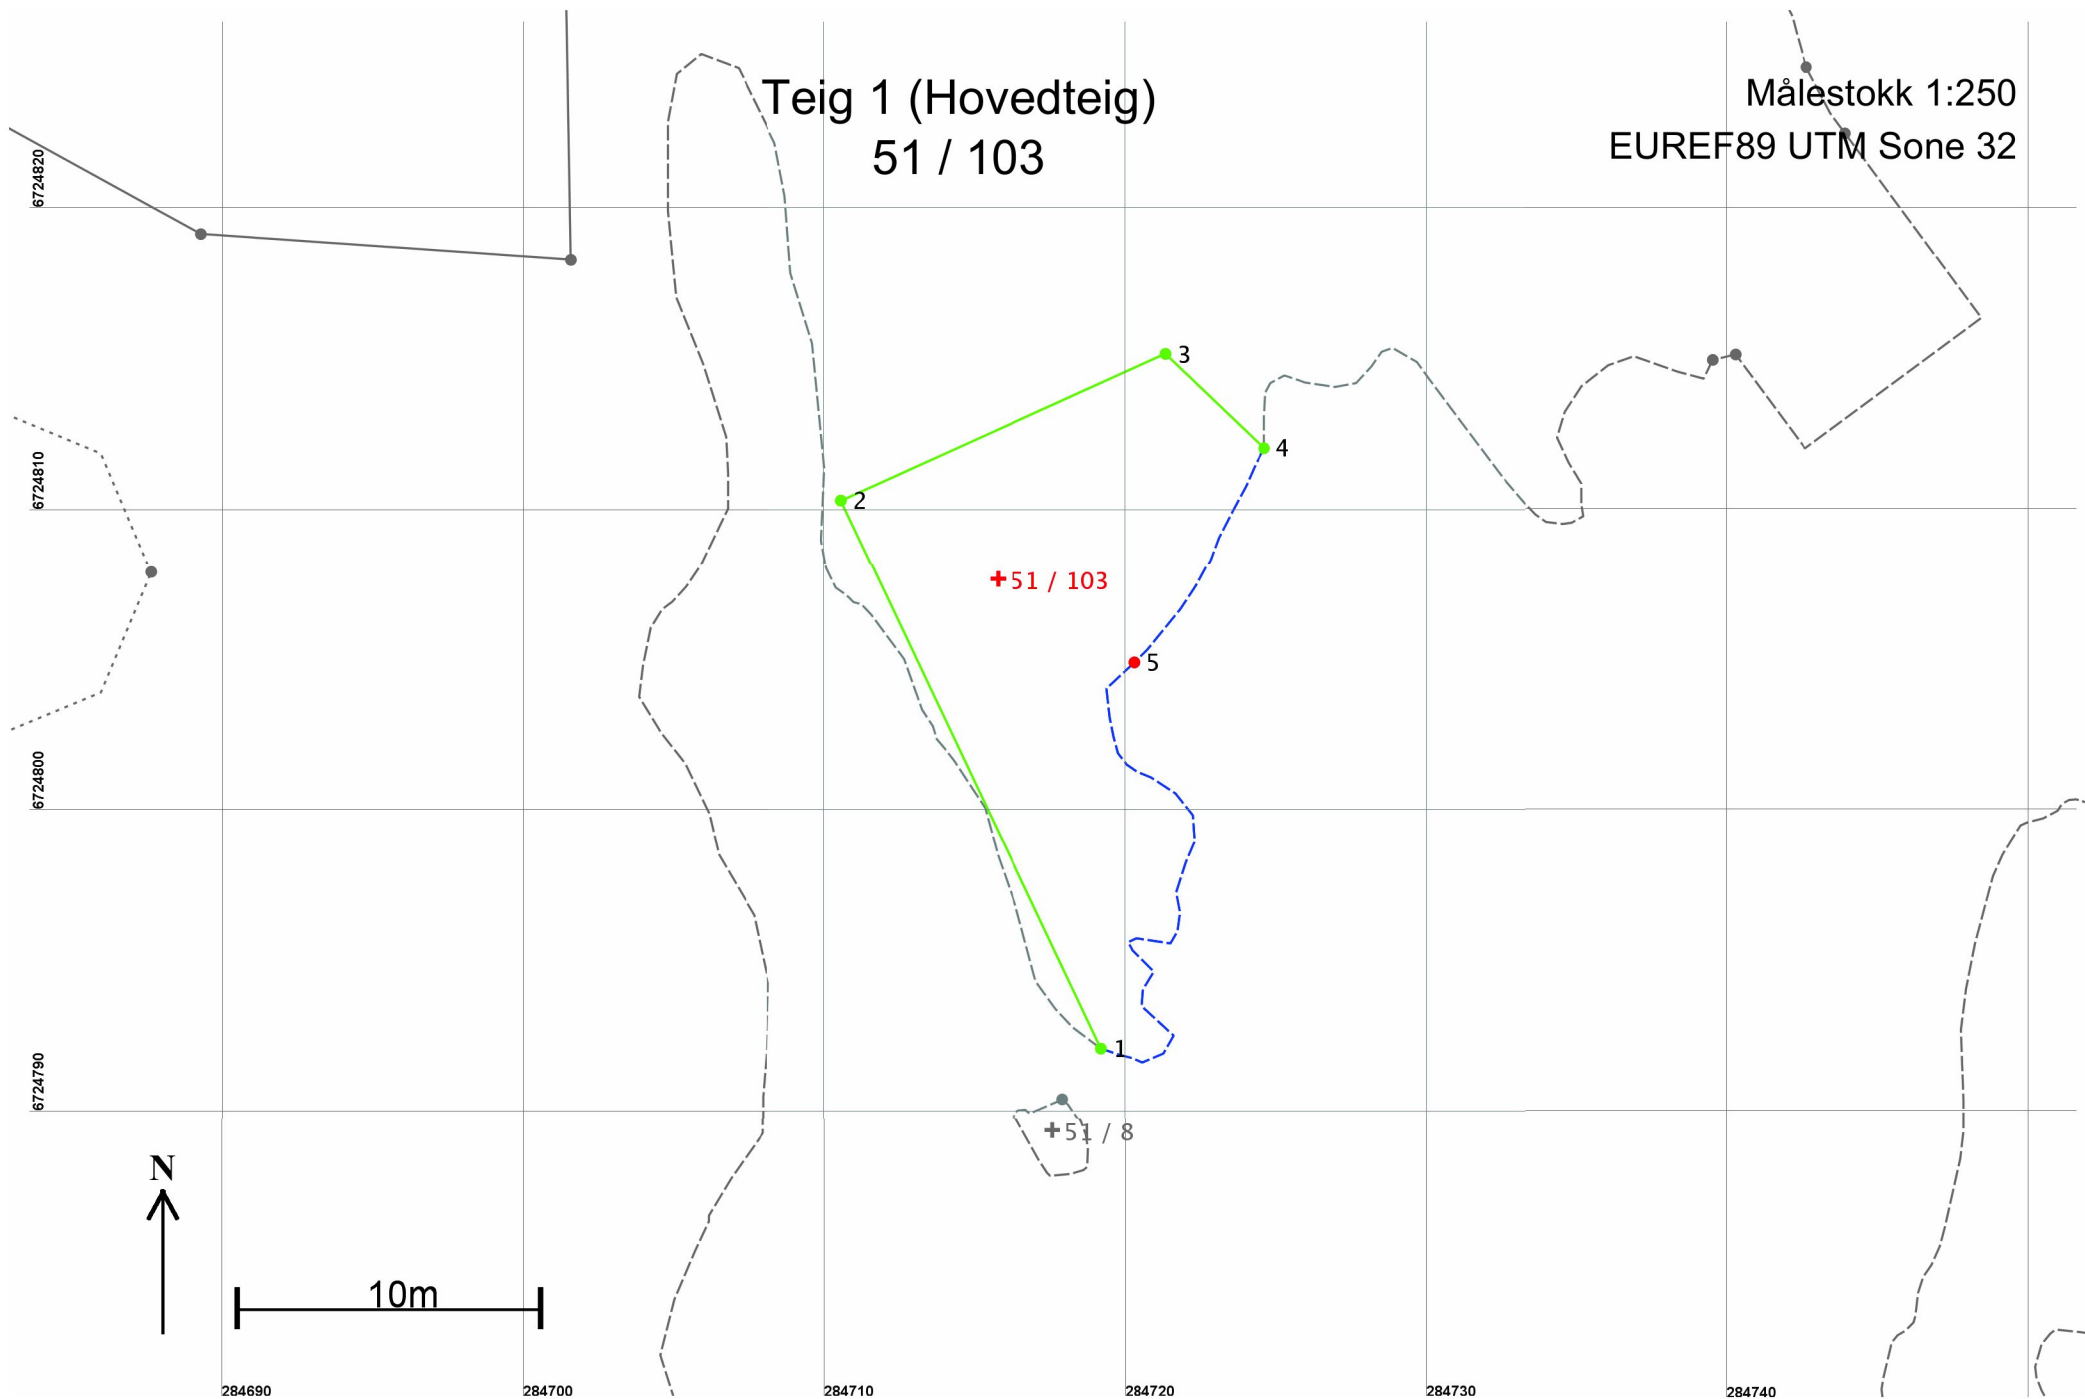 Teig 1 (Hovedteig)
51 / 103
Målestokk 1:250
EUREF89 UTM Sone 32
6724820
6724810
6724800
6724790
3
4
2
51 / 103
5
1
51 / 8
N
10m
284690
284700
284710
284720
284730
284740